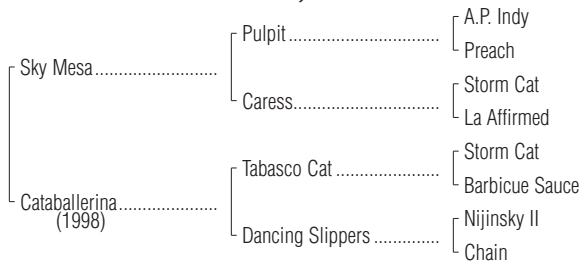 A.P. Indy
Pulpit
Preach
Sky Mesa
Storm Cat
Caress
La Affirmed
Storm Cat
Tabasco Cat
Barbicue Sauce
Cataballerina
(1998)
Nijinsky II
Dancing Slippers
Chain